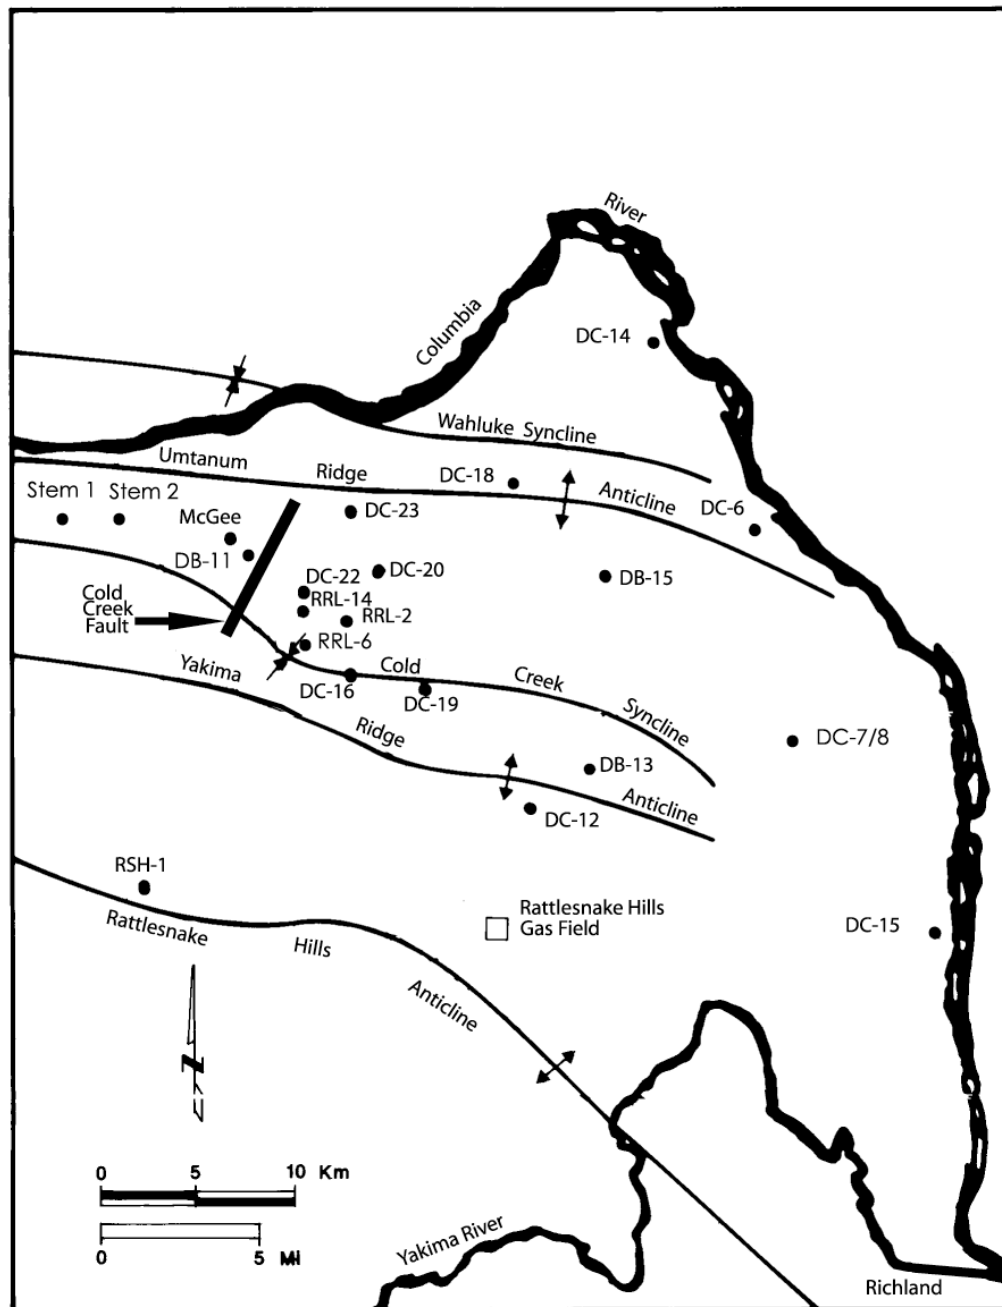 River
Columbia
DC-14
Wahluke Syncline
Umtanum Ridge Anticline
DC-18
Stem 1 Stem 2
DC-6
McGee
DC-23
DB-11
DC-20
DB-15
DC-22
Cold
Creek
Fault
RRL-14
RRL-2
RRL-6
Yakima Ridge Anticline
Cold Creek Syncline
DC-16
DC-19
DC-7/8
DB-13
DC-12
RSH-1
Rattlesnake Hills
Gas Field
Rattlesnake Hills Anticline
DC-15
N
0 5 10 Km
0 5 MI
Yakima River
Richland